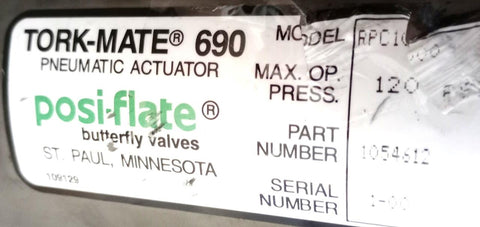 TORK-MATE® 690
PNEUMATIC ACTUATOR
posi-flate®
butterfly valves
ST. PAUL, MINNESOTA
109129
MODEL
MAX. OP.
PRESS. 120
PART
NUMBER 1054612
SERIAL
NUMBER